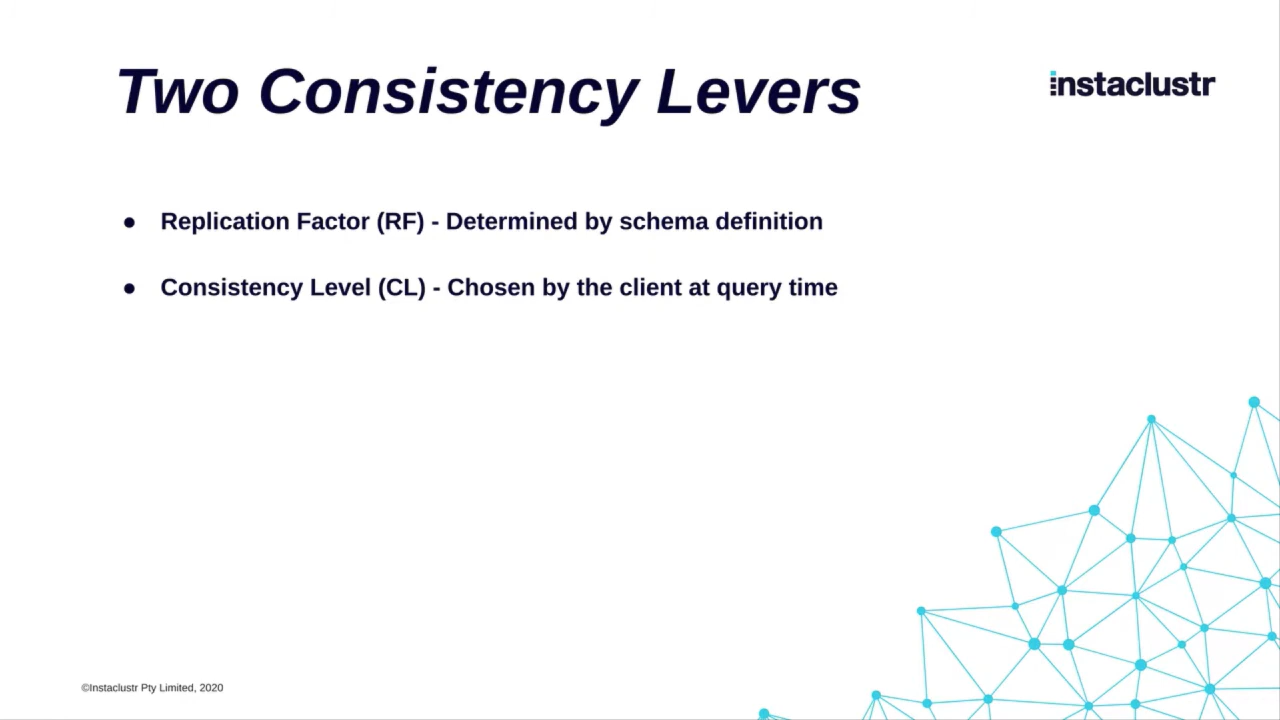 Two Consistency Levers
instaclustr
● Replication Factor (RF) - Determined by schema definition
● Consistency Level (CL) - Chosen by the client at query time
©Instaclustr Pty Limited, 2020